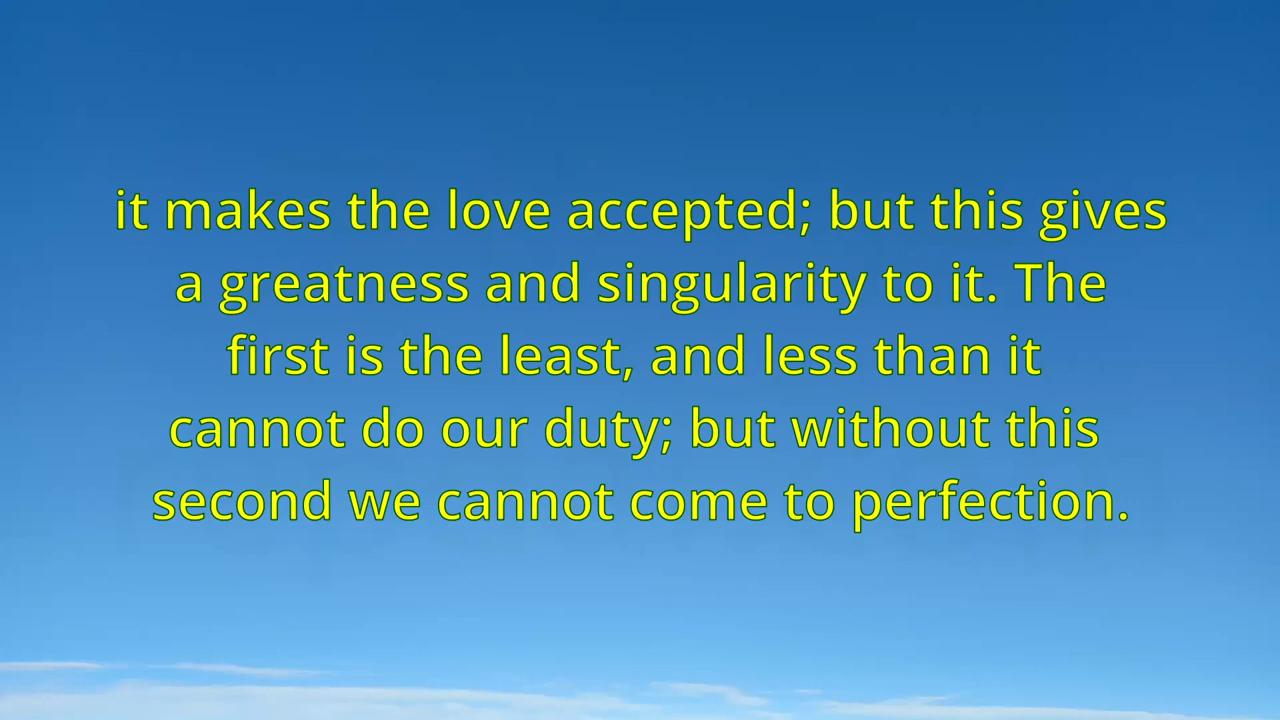 it makes the love accepted; but this gives
a greatness and singularity to it. The
first is the least, and less than it
cannot do our duty; but without this
second we cannot come to perfection.